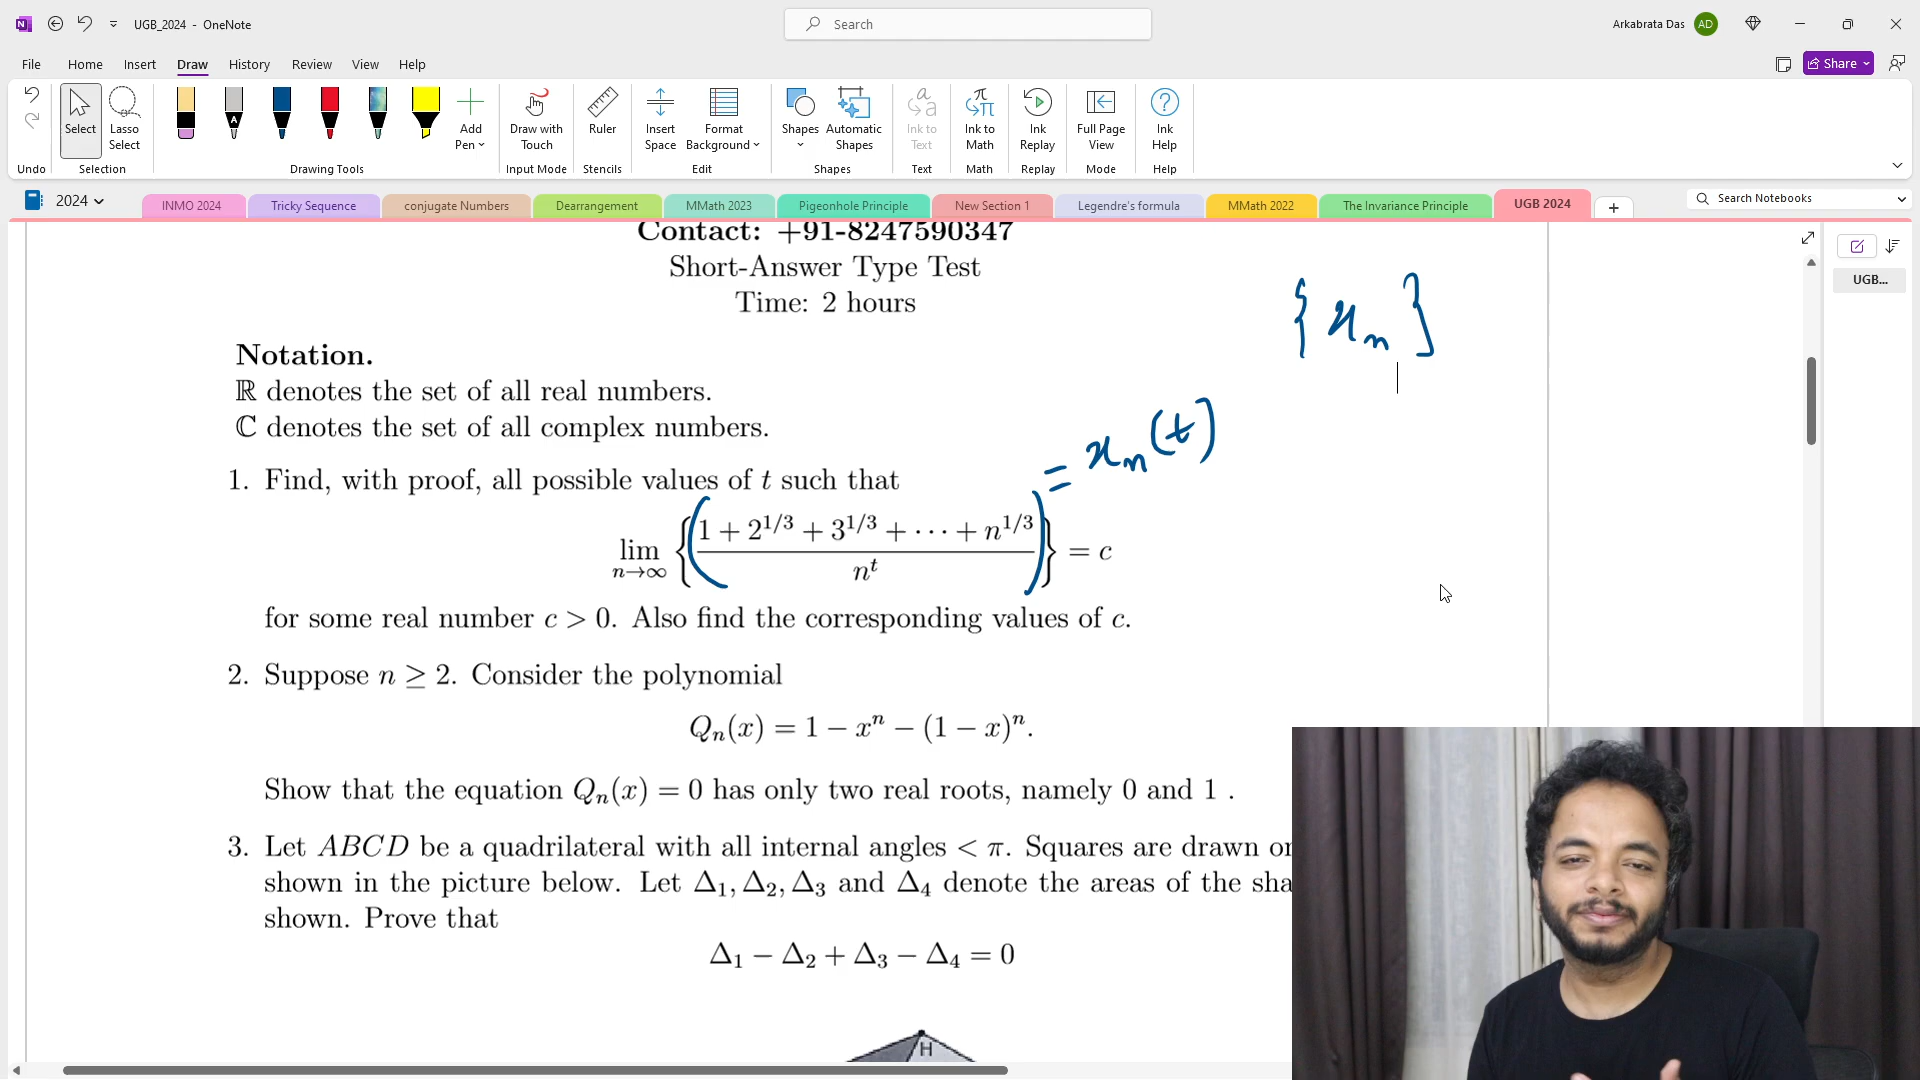 UGB_2024 - OneNote
Search
Arkabrata Das AD
File Home Insert Draw History Review View Help
Share
Select
Lasso Select
Add Pen
Draw with Touch
Ruler
Insert Space
Format Background
Shapes
Automatic Shapes
Ink to Text
Ink to Math
Ink Replay
Full Page View
Ink Help
Undo Selection Drawing Tools Input Mode Stencils Edit Shapes Text Math Replay Mode Help
2024 INMO 2024 Tricky Sequence conjugate Numbers Dearrangement MMath 2023 Pigeonhole Principle New Section 1 Legendre's formula MMath 2022 The Invariance Principle UGB 2024 + Search Notebooks
UGB...
Contact: +91-8247590347
Short-Answer Type Test
Time: 2 hours
{x_n}
Notation.
ℝ denotes the set of all real numbers.
ℂ denotes the set of all complex numbers.
= x_n(t)
1. Find, with proof, all possible values of t such that
lim_{n→∞} {(1 + 2^{1/3} + 3^{1/3} + ⋯ + n^{1/3})/n^t} = c
for some real number c > 0. Also find the corresponding values of c.
2. Suppose n ≥ 2. Consider the polynomial
Q_n(x) = 1 − x^n − (1 − x)^n.
Show that the equation Q_n(x) = 0 has only two real roots, namely 0 and 1 .
3. Let ABCD be a quadrilateral with all internal angles < π. Squares are drawn
shown in the picture below. Let Δ₁, Δ₂, Δ₃ and Δ₄ denote the areas of the
shown. Prove that
Δ₁ − Δ₂ + Δ₃ − Δ₄ = 0
H